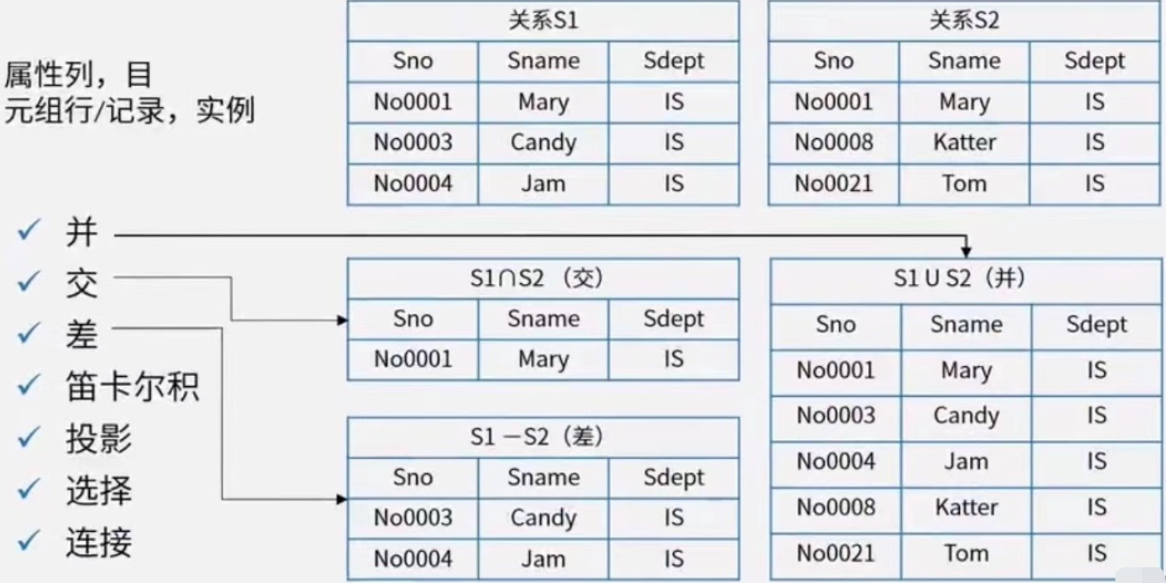 属性列，目
元组行/记录，实例
关系S1
Sno Sname Sdept
No0001 Mary IS
No0003 Candy IS
No0004 Jam IS
关系S2
Sno Sname Sdept
No0001 Mary IS
No0008 Katter IS
No0021 Tom IS
✓ 并
✓ 交
✓ 差
✓ 笛卡尔积
✓ 投影
✓ 选择
✓ 连接
S1∩S2（交）
Sno Sname Sdept
No0001 Mary IS
S1 －S2（差）
Sno Sname Sdept
No0003 Candy IS
No0004 Jam IS
S1 U S2（并）
Sno Sname Sdept
No0001 Mary IS
No0003 Candy IS
No0004 Jam IS
No0008 Katter IS
No0021 Tom IS